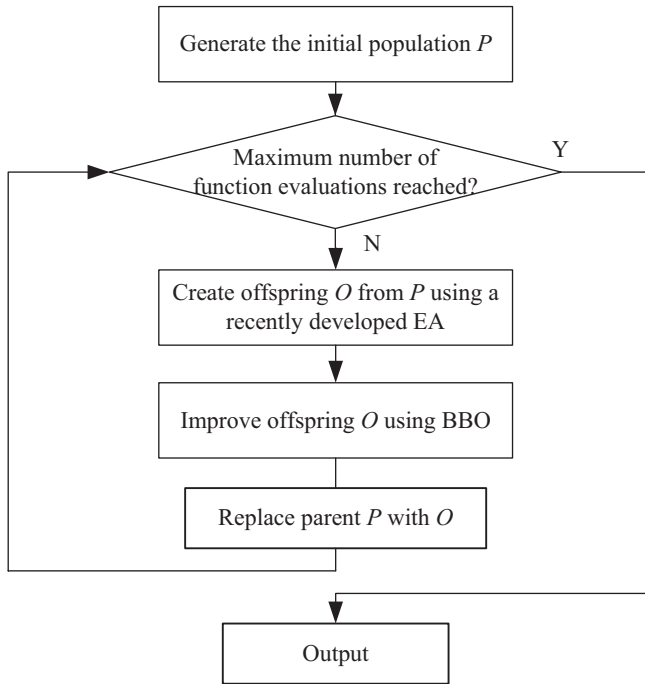 Generate the initial population P
Maximum number of
function evaluations reached?
Y
N
Create offspring O from P using a
recently developed EA
Improve offspring O using BBO
Replace parent P with O
Output